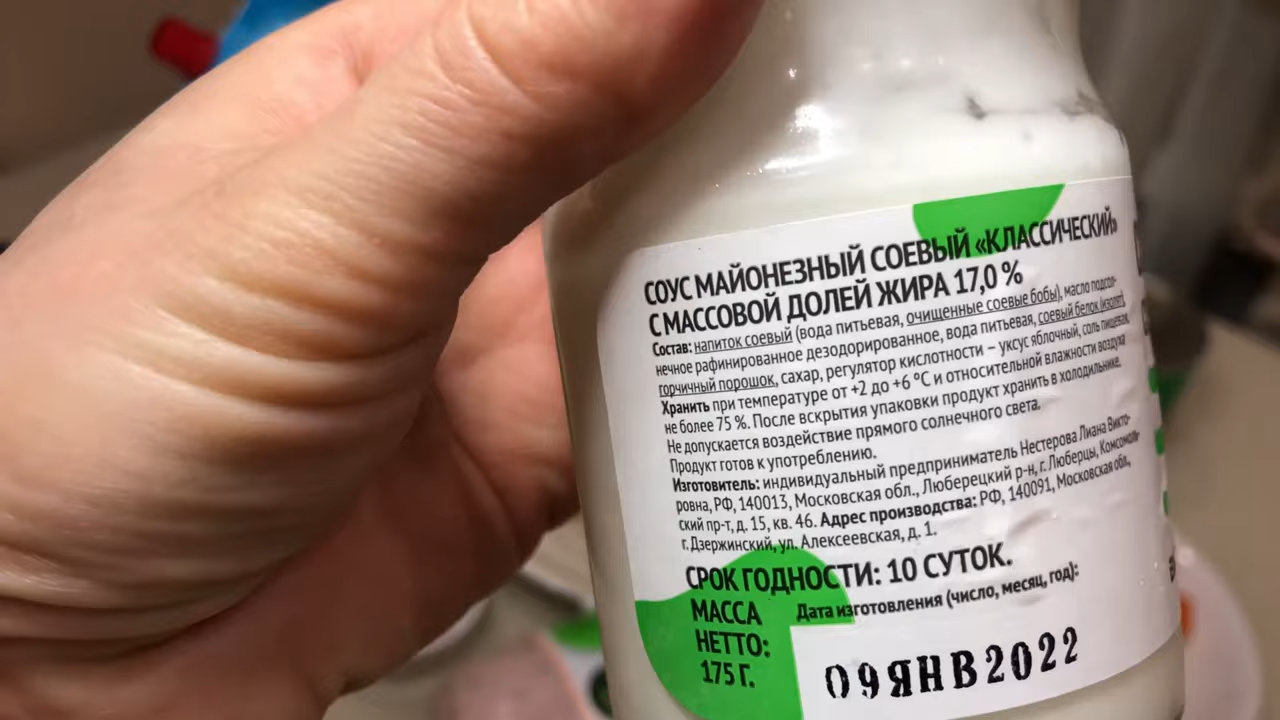 СОУС МАЙОНЕЗНЫЙ СОЕВЫЙ «КЛАССИЧЕСКИЙ»
С МАССОВОЙ ДОЛЕЙ ЖИРА 17,0 %
Состав: напиток соевый (вода питьевая, очищенные соевые бобы), масло подсол-
нечное рафинированное дезодорированное, вода питьевая, соевый белок (изолят),
горчичный порошок, сахар, регулятор кислотности – уксус яблочный, соль пищевая.
Хранить при температуре от +2 до +6 °С и относительной влажности воздуха
не более 75 %. После вскрытия упаковки продукт хранить в холодильнике.
Не допускается воздействие прямого солнечного света.
Продукт готов к употреблению.
Изготовитель: индивидуальный предприниматель Нестерова Лиана Викто-
ровна, РФ, 140013, Московская обл., Люберецкий р-н, г. Люберцы, Комсомоль-
ский пр-т, д. 15, кв. 46. Адрес производства: РФ, 140091, Московская обл.,
г. Дзержинский, ул. Алексеевская, д. 1.
СРОК ГОДНОСТИ: 10 СУТОК.
МАССА
НЕТТО:
175 Г.
Дата изготовления (число, месяц, год):
09ЯНВ2022